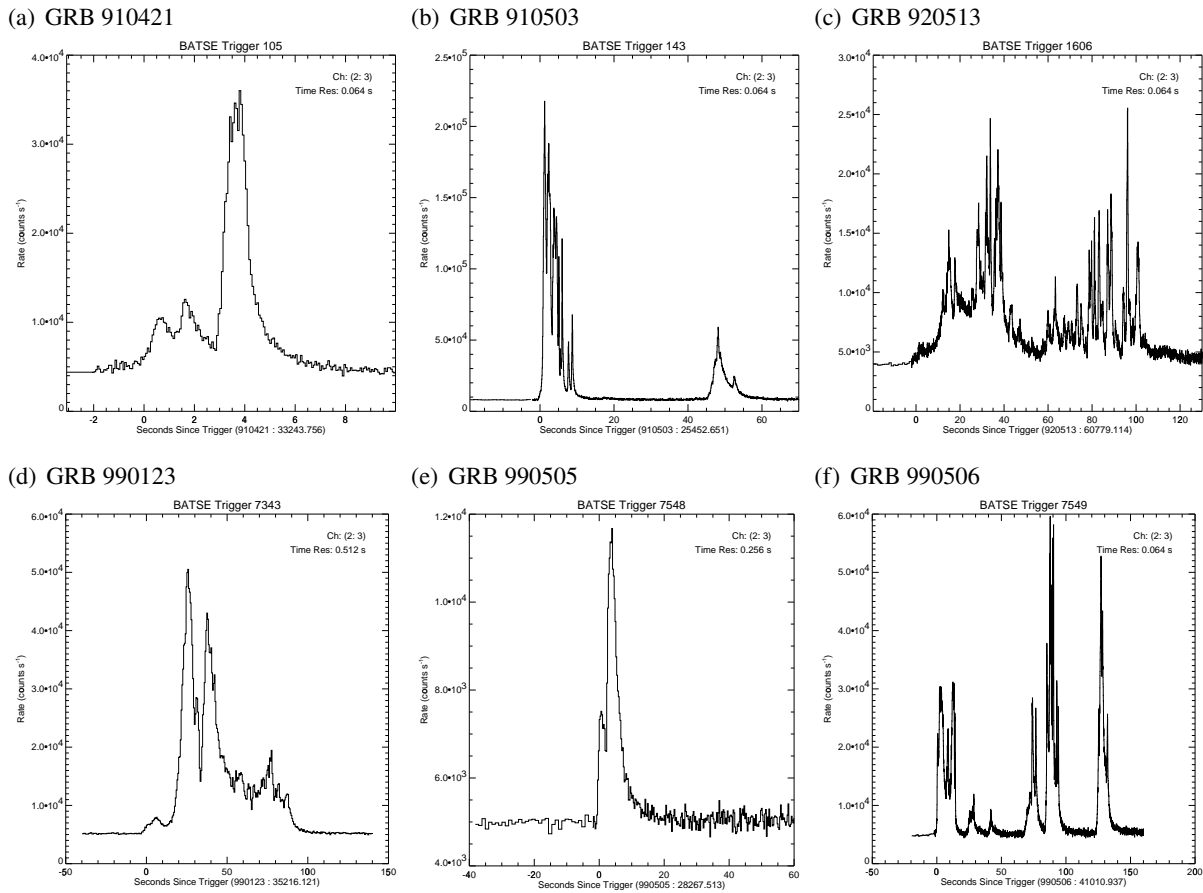 (a) GRB 910421
BATSE Trigger 105
Ch: (2: 3)
Time Res: 0.064 s
4.0•10⁴
3.0•10⁴
2.0•10⁴
1.0•10⁴
0
Rate (counts s⁻¹)
-2 0 2 4 6 8
Seconds Since Trigger (910421 : 33243.756)
(b) GRB 910503
BATSE Trigger 143
Ch: (2: 3)
Time Res: 0.064 s
2.5•10⁵
2.0•10⁵
1.5•10⁵
1.0•10⁵
5.0•10⁴
0
Rate (counts s⁻¹)
0 20 40 60
Seconds Since Trigger (910503 : 25452.651)
(c) GRB 920513
BATSE Trigger 1606
Ch: (2: 3)
Time Res: 0.064 s
3.0•10⁴
2.5•10⁴
2.0•10⁴
1.5•10⁴
1.0•10⁴
5.0•10³
0
Rate (counts s⁻¹)
0 20 40 60 80 100 120
Seconds Since Trigger (920513 : 60779.114)
(d) GRB 990123
BATSE Trigger 7343
Ch: (2: 3)
Time Res: 0.512 s
6.0•10⁴
5.0•10⁴
4.0•10⁴
3.0•10⁴
2.0•10⁴
1.0•10⁴
0
Rate (counts s⁻¹)
-50 0 50 100 150
Seconds Since Trigger (990123 : 35216.121)
(e) GRB 990505
BATSE Trigger 7548
Ch: (2: 3)
Time Res: 0.256 s
1.2•10⁴
1.0•10⁴
8.0•10³
6.0•10³
4.0•10³
Rate (counts s⁻¹)
-40 -20 0 20 40 60
Seconds Since Trigger (990505 : 28267.513)
(f) GRB 990506
BATSE Trigger 7549
Ch: (2: 3)
Time Res: 0.064 s
6.0•10⁴
5.0•10⁴
4.0•10⁴
3.0•10⁴
2.0•10⁴
1.0•10⁴
0
Rate (counts s⁻¹)
-50 0 50 100 150 200
Seconds Since Trigger (990506 : 41010.937)